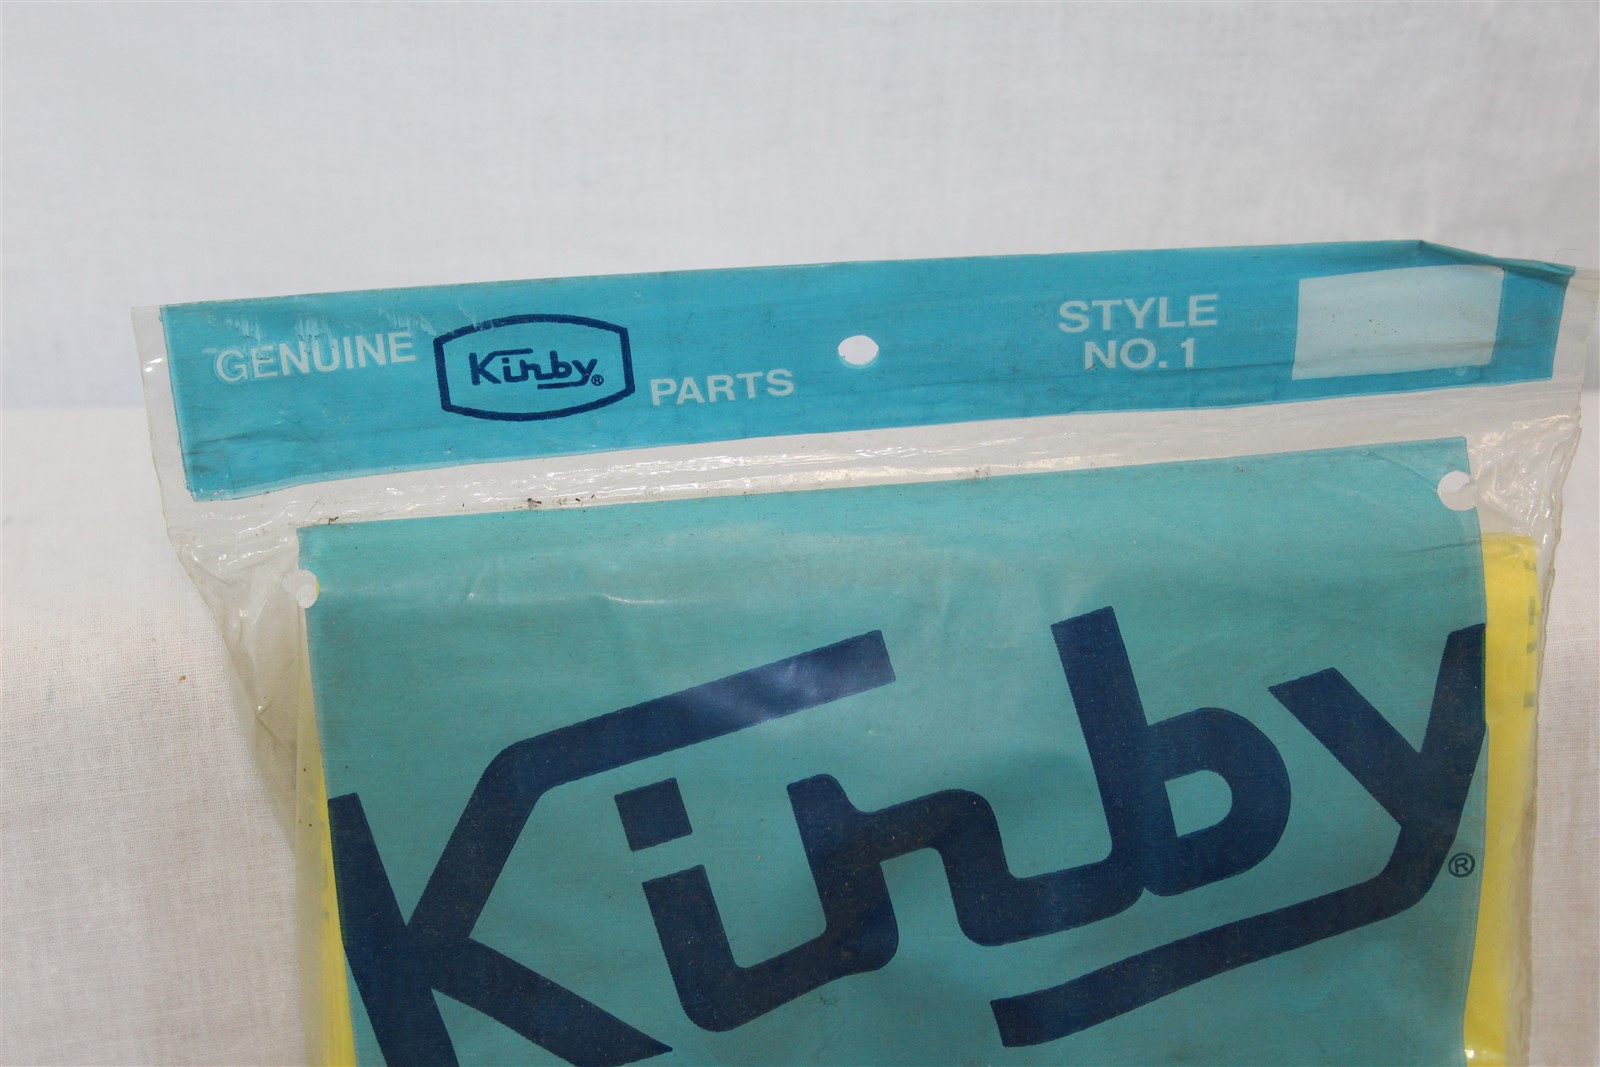 GENUINE Kirby® PARTS
STYLE
NO. 1
Kirby®